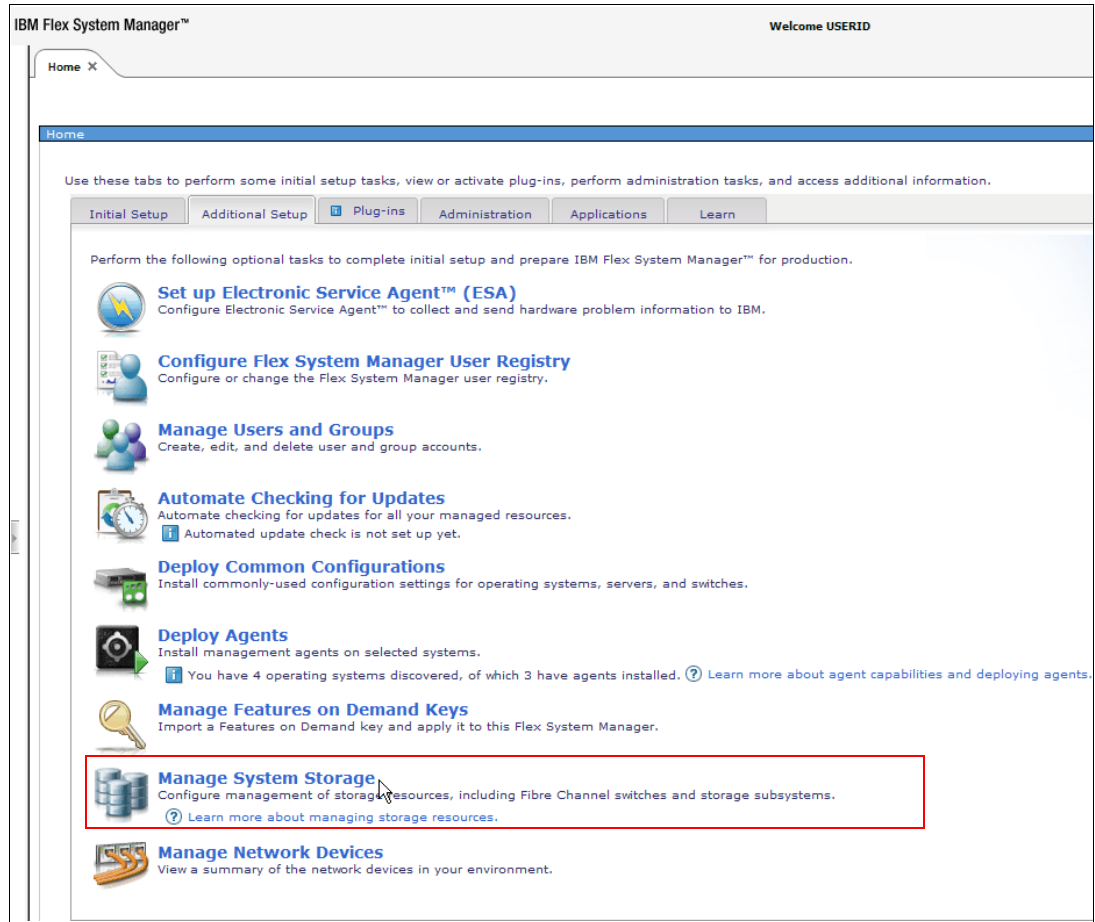 IBM Flex System Manager™
Welcome USERID
Home X
Home
Use these tabs to perform some initial setup tasks, view or activate plug-ins, perform administration tasks, and access additional information.
Initial Setup Additional Setup Plug-ins Administration Applications Learn
Perform the following optional tasks to complete initial setup and prepare IBM Flex System Manager™ for production.
Set up Electronic Service Agent™ (ESA)
Configure Electronic Service Agent™ to collect and send hardware problem information to IBM.
Configure Flex System Manager User Registry
Configure or change the Flex System Manager user registry.
Manage Users and Groups
Create, edit, and delete user and group accounts.
Automate Checking for Updates
Automate checking for updates for all your managed resources.
Automated update check is not set up yet.
Deploy Common Configurations
Install commonly-used configuration settings for operating systems, servers, and switches.
Deploy Agents
Install management agents on selected systems.
You have 4 operating systems discovered, of which 3 have agents installed. ? Learn more about agent capabilities and deploying agents.
Manage Features on Demand Keys
Import a Features on Demand key and apply it to this Flex System Manager.
Manage System Storage
Configure management of storage resources, including Fibre Channel switches and storage subsystems.
? Learn more about managing storage resources.
Manage Network Devices
View a summary of the network devices in your environment.